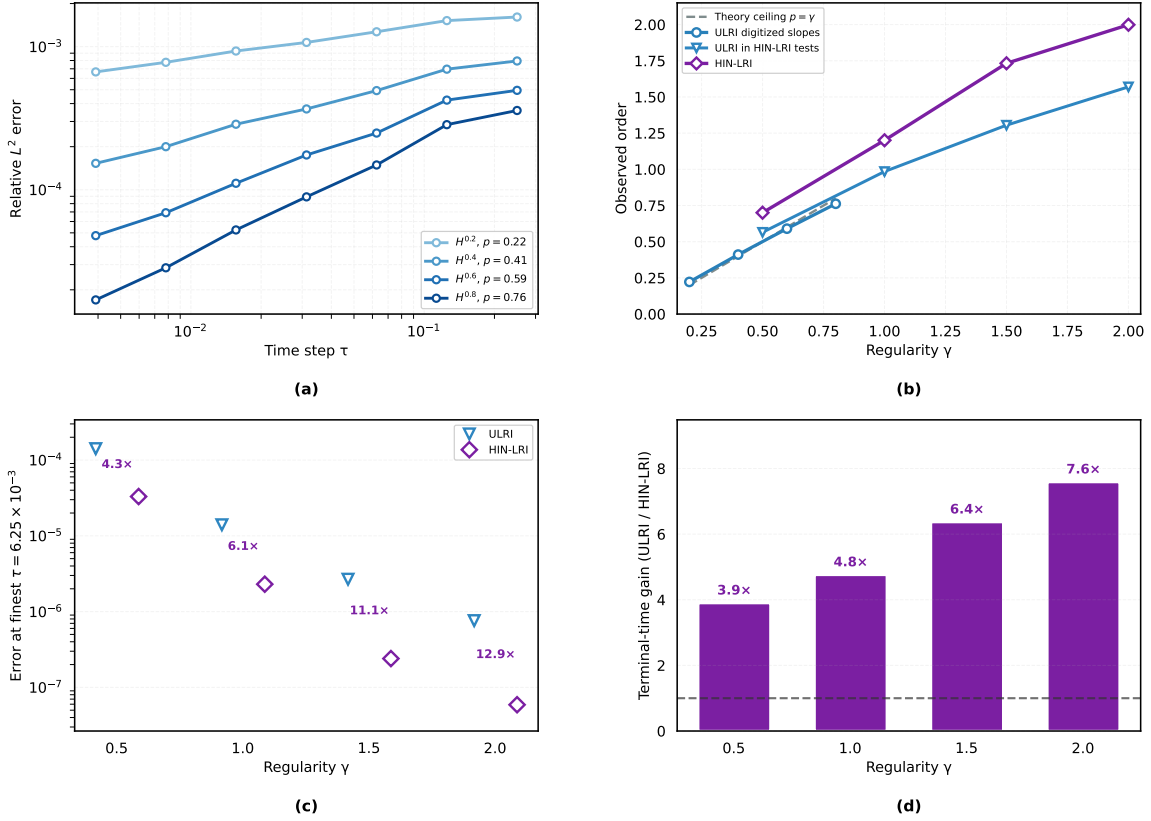 10⁻³
10⁻⁴
Relative L² error
10⁻²
10⁻¹
Time step τ
H⁰·², p = 0.22
H⁰·⁴, p = 0.41
H⁰·⁶, p = 0.59
H⁰·⁸, p = 0.76
(a)
2.00
1.75
1.50
1.25
1.00
0.75
0.50
0.25
0.00
Observed order
Theory ceiling p = γ
ULRI digitized slopes
ULRI in HIN-LRI tests
HIN-LRI
0.25
0.50
0.75
1.00
1.25
1.50
1.75
2.00
Regularity γ
(b)
10⁻⁴
10⁻⁵
10⁻⁶
10⁻⁷
Error at finest τ = 6.25 × 10⁻³
ULRI
HIN-LRI
4.3×
6.1×
11.1×
12.9×
0.5
1.0
1.5
2.0
Regularity γ
(c)
8
6
4
2
0
Terminal-time gain (ULRI / HIN-LRI)
3.9×
4.8×
6.4×
7.6×
0.5
1.0
1.5
2.0
Regularity γ
(d)